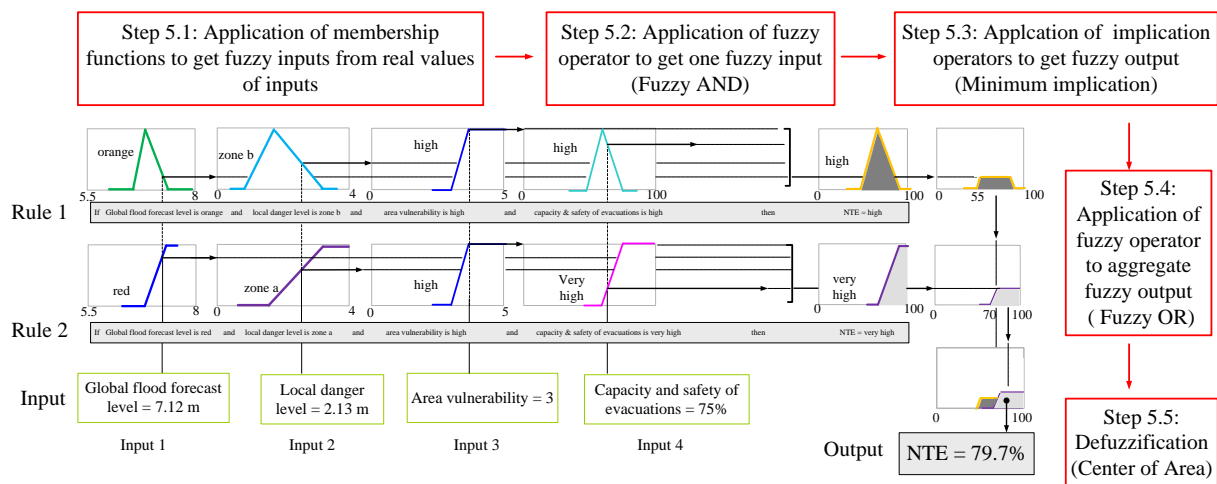 Step 5.1: Application of membership
functions to get fuzzy inputs from real values
of inputs
Step 5.2: Application of fuzzy
operator to get one fuzzy input
(Fuzzy AND)
Step 5.3: Applcation of implication
operators to get fuzzy output
(Minimum implication)
orange
5.5
8
zone b
0
4
high
0
5
high
0
100
high
0
100
0
55
100
Rule 1
If Global flood forecast level is orange and local danger level is zone b and area vulnerability is high and capacity & safety of evacuations is high then NTE = high
red
5.5
8
zone a
0
4
high
0
5
Very
high
0
100
very
high
0
100
0
70
100
Rule 2
If Global flood forecast level is red and local danger level is zone a and area vulnerability is high and capacity & safety of evacuations is very high then NTE = very high
Step 5.4:
Application of
fuzzy operator
to aggregate
fuzzy output
( Fuzzy OR)
Input
Global flood forecast
level = 7.12 m
Input 1
Local danger
level = 2.13 m
Input 2
Area vulnerability = 3
Input 3
Capacity and safety of
evacuations = 75%
Input 4
0
100
Output
NTE = 79.7%
Step 5.5:
Defuzzification
(Center of Area)